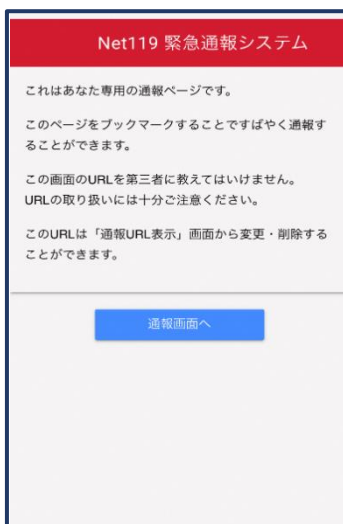 Net119 緊急通報システム
これはあなた専用の通報ページです。
このページをブックマークすることですばやく通報す
ることができます。
この画面のURLを第三者に教えてはいけません。
URLの取り扱いには十分ご注意ください。
このURLは「通報URL表示」画面から変更・削除する
ことができます。
通報画面へ